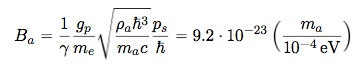 B_a = \frac{1}{\gamma} \frac{g_p}{m_e} \sqrt{\frac{\rho_a \hbar^3}{m_a c}} \frac{p_s}{\hbar} = 9.2 \cdot 10^{-23} \left( \frac{m_a}{10^{-4} eV} \right)